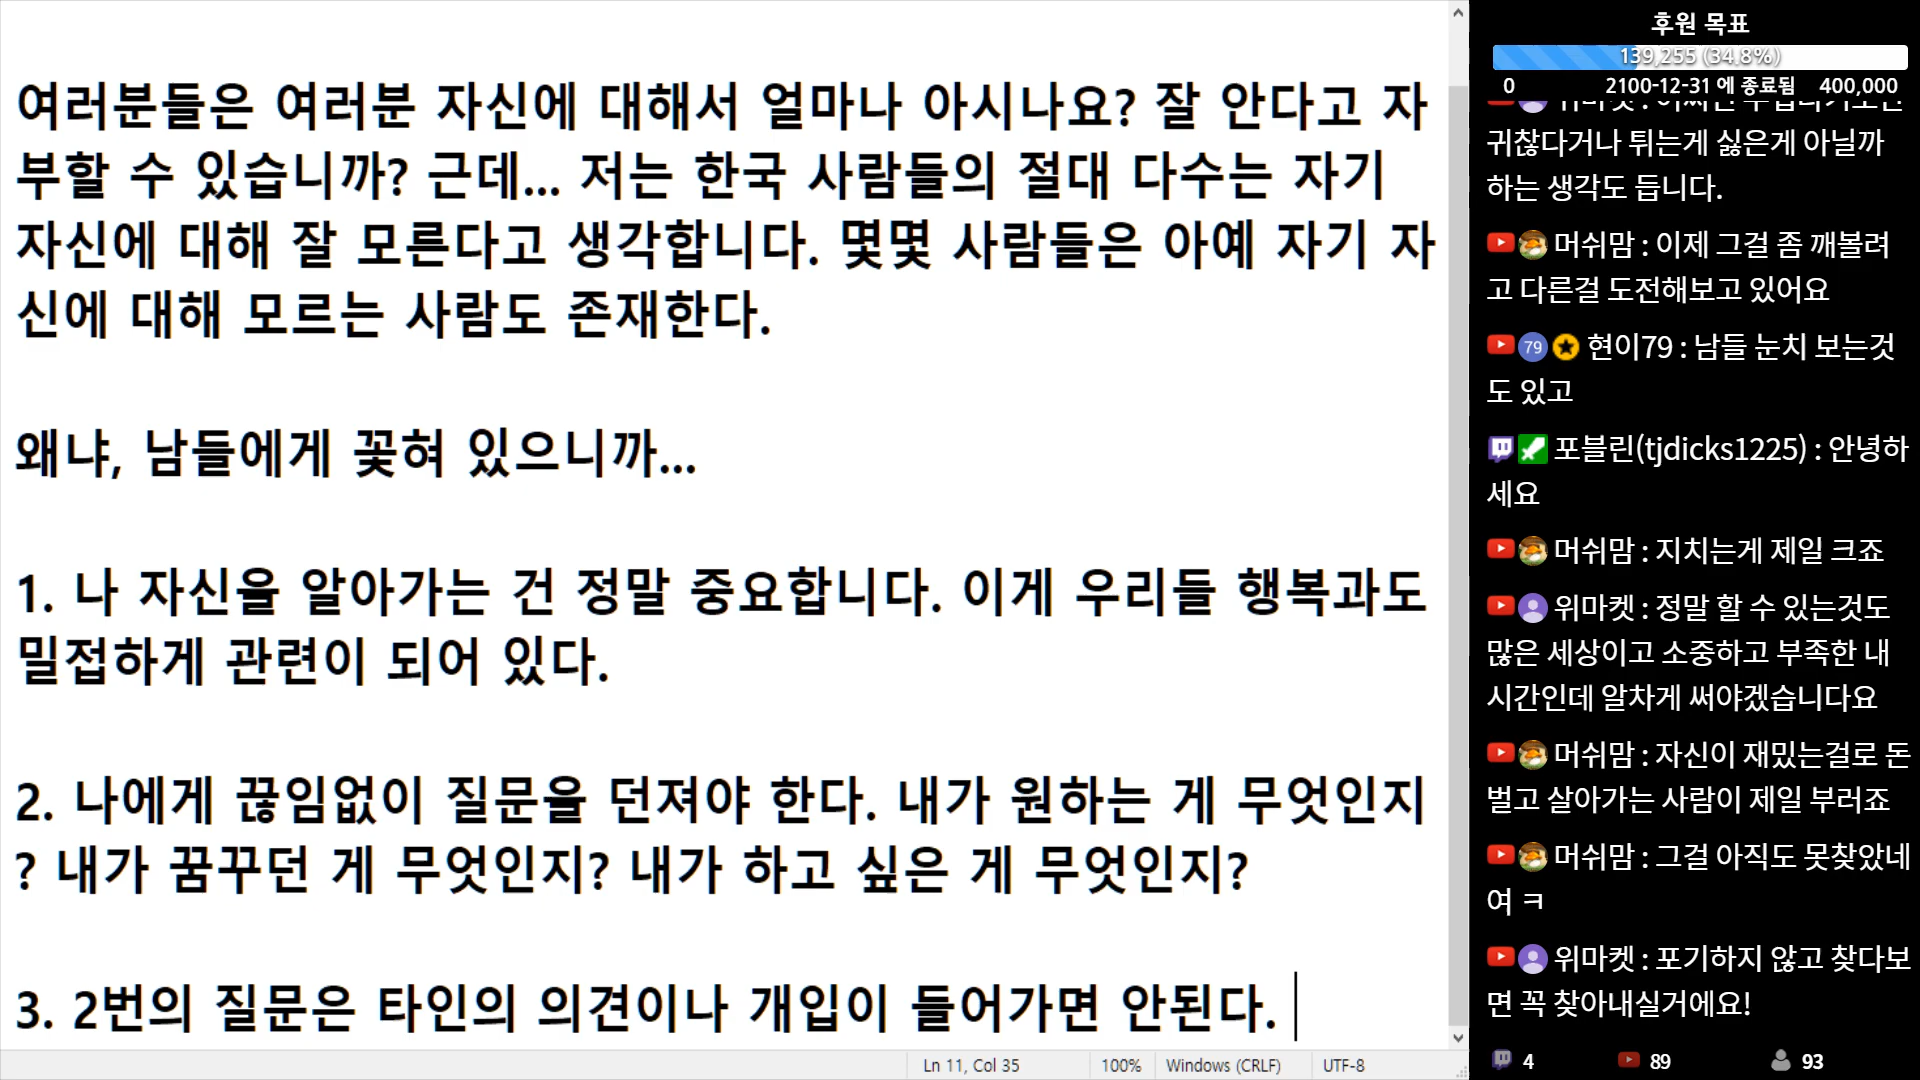 여러분들은 여러분 자신에 대해서 얼마나 아시나요? 잘 안다고 자
부할 수 있습니까? 근데... 저는 한국 사람들의 절대 다수는 자기
자신에 대해 잘 모른다고 생각합니다. 몇몇 사람들은 아예 자기 자
신에 대해 모르는 사람도 존재한다.
왜냐, 남들에게 꽃혀 있으니까...
1. 나 자신을 알아가는 건 정말 중요합니다. 이게 우리들 행복과도
밀접하게 관련이 되어 있다.
2. 나에게 끊임없이 질문을 던져야 한다. 내가 원하는 게 무엇인지
? 내가 꿈꾸던 게 무엇인지? 내가 하고 싶은 게 무엇인지?
3. 2번의 질문은 타인의 의견이나 개입이 들어가면 안된다.
Ln 11, Col 35 100% Windows (CRLF) UTF-8
후원 목표
139,255 (34.8%)
0 2100-12-31 에 종료됨 400,000
귀찮다거나 튀는게 싫은게 아닐까
하는 생각도 듭니다.
머쉬맘 : 이제 그걸 좀 깨볼려
고 다른걸 도전해보고 있어요
79 현이79 : 남들 눈치 보는것
도 있고
포블린(tjdicks1225) : 안녕하
세요
머쉬맘 : 지치는게 제일 크죠
위마켓 : 정말 할 수 있는것도
많은 세상이고 소중하고 부족한 내
시간인데 알차게 써야겠습니다요
머쉬맘 : 자신이 재밌는걸로 돈
벌고 살아가는 사람이 제일 부러죠
머쉬맘 : 그걸 아직도 못찾았네
여 ㅋ
위마켓 : 포기하지 않고 찾다보
면 꼭 찾아내실거에요!
4 89 93